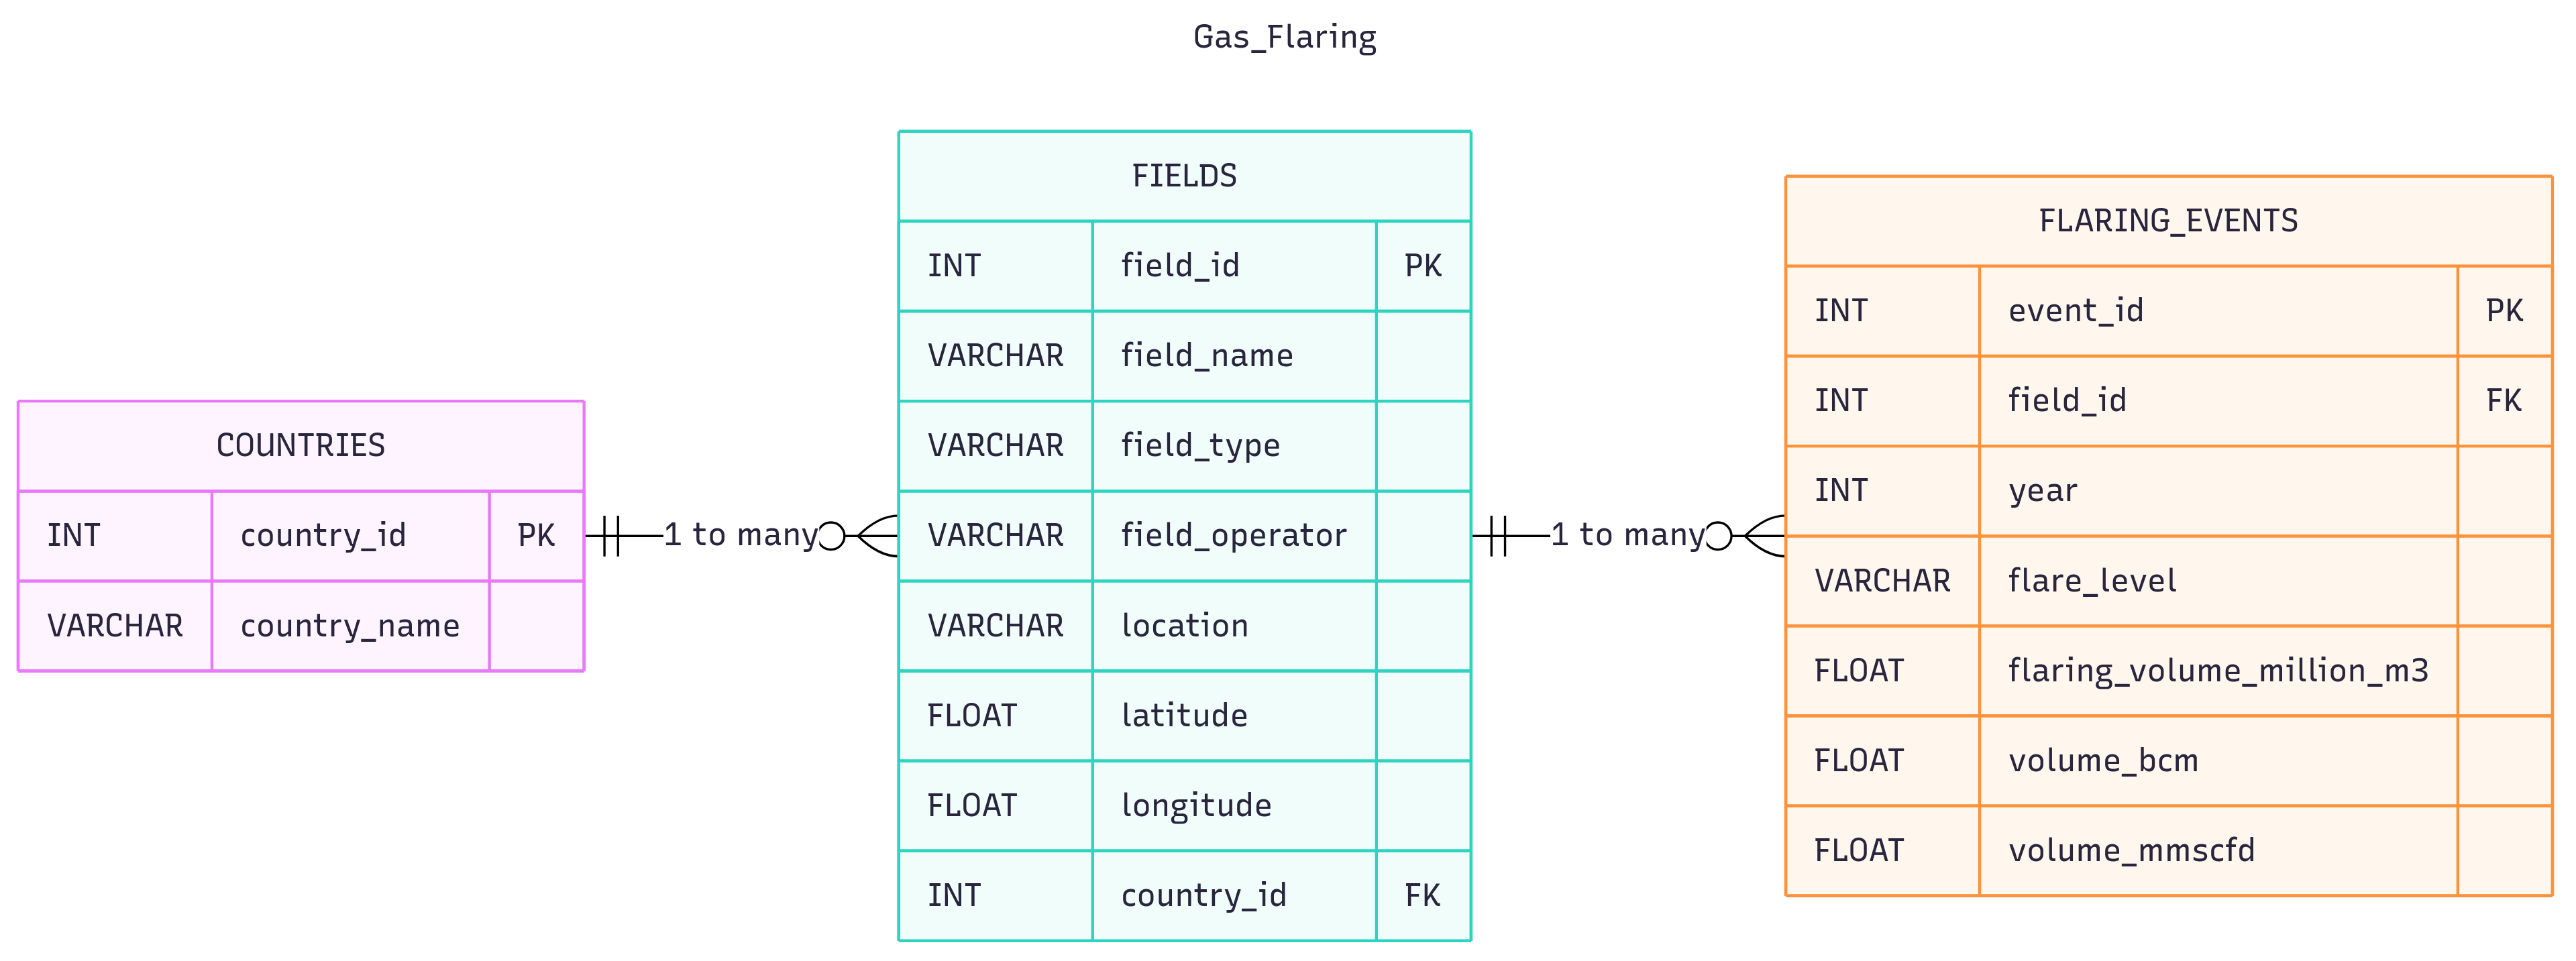 Gas_Flaring
COUNTRIES
INT country_id PK
VARCHAR country_name
1 to many
FIELDS
INT field_id PK
VARCHAR field_name
VARCHAR field_type
VARCHAR field_operator
VARCHAR location
FLOAT latitude
FLOAT longitude
INT country_id FK
1 to many
FLARING_EVENTS
INT event_id PK
INT field_id FK
INT year
VARCHAR flare_level
FLOAT flaring_volume_million_m3
FLOAT volume_bcm
FLOAT volume_mmscfd